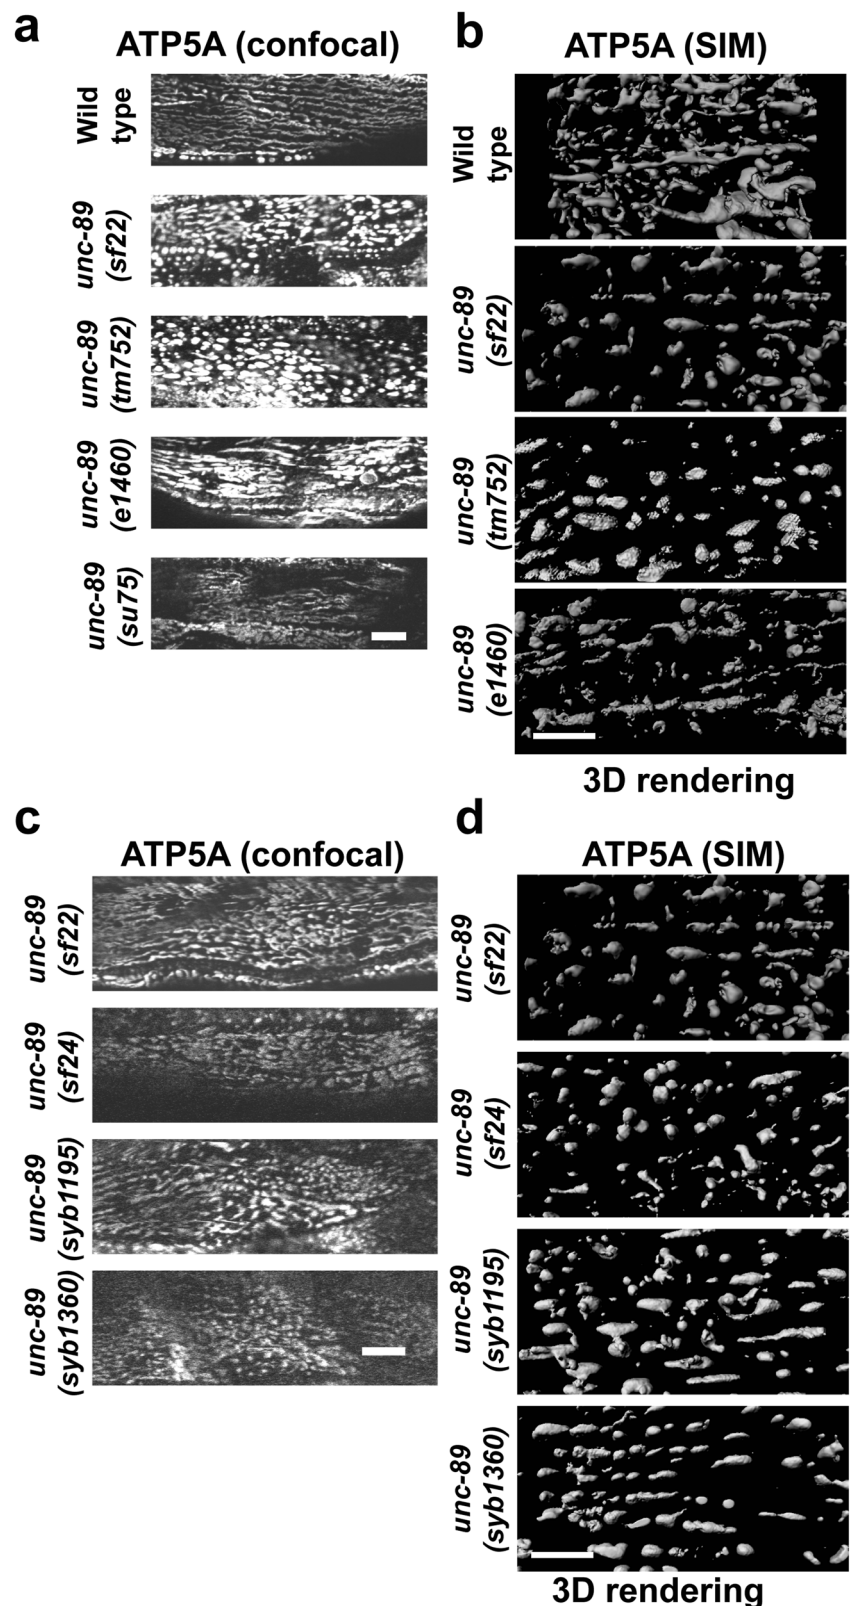 a
ATP5A (confocal)
Wild
type
unc-89
(sf22)
unc-89
(tm752)
unc-89
(e1460)
unc-89
(su75)
b
ATP5A (SIM)
Wild
type
unc-89
(sf22)
unc-89
(tm752)
unc-89
(e1460)
3D rendering
c
ATP5A (confocal)
unc-89
(sf22)
unc-89
(sf24)
unc-89
(syb1195)
unc-89
(syb1360)
d
ATP5A (SIM)
unc-89
(sf22)
unc-89
(sf24)
unc-89
(syb1195)
unc-89
(syb1360)
3D rendering